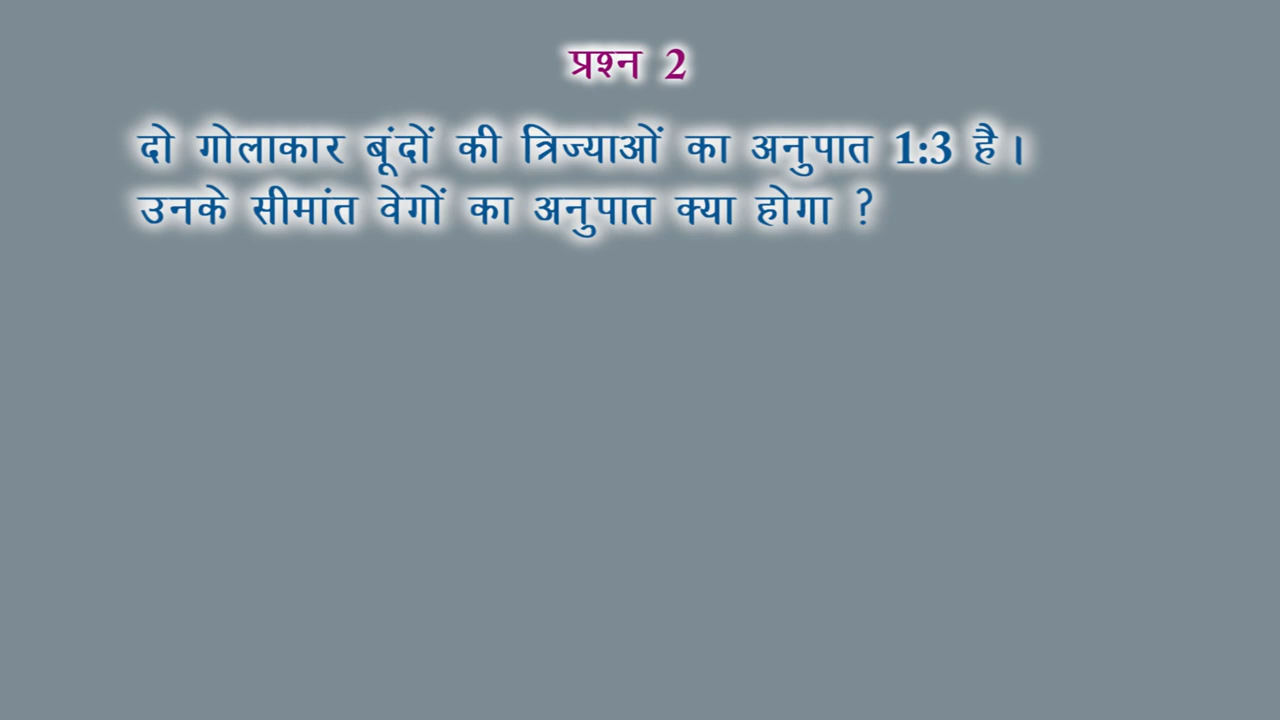 प्रश्न 2
दो गोलाकार बूंदों की त्रिज्याओं का अनुपात 1:3 है।
उनके सीमांत वेगों का अनुपात क्या होगा ?